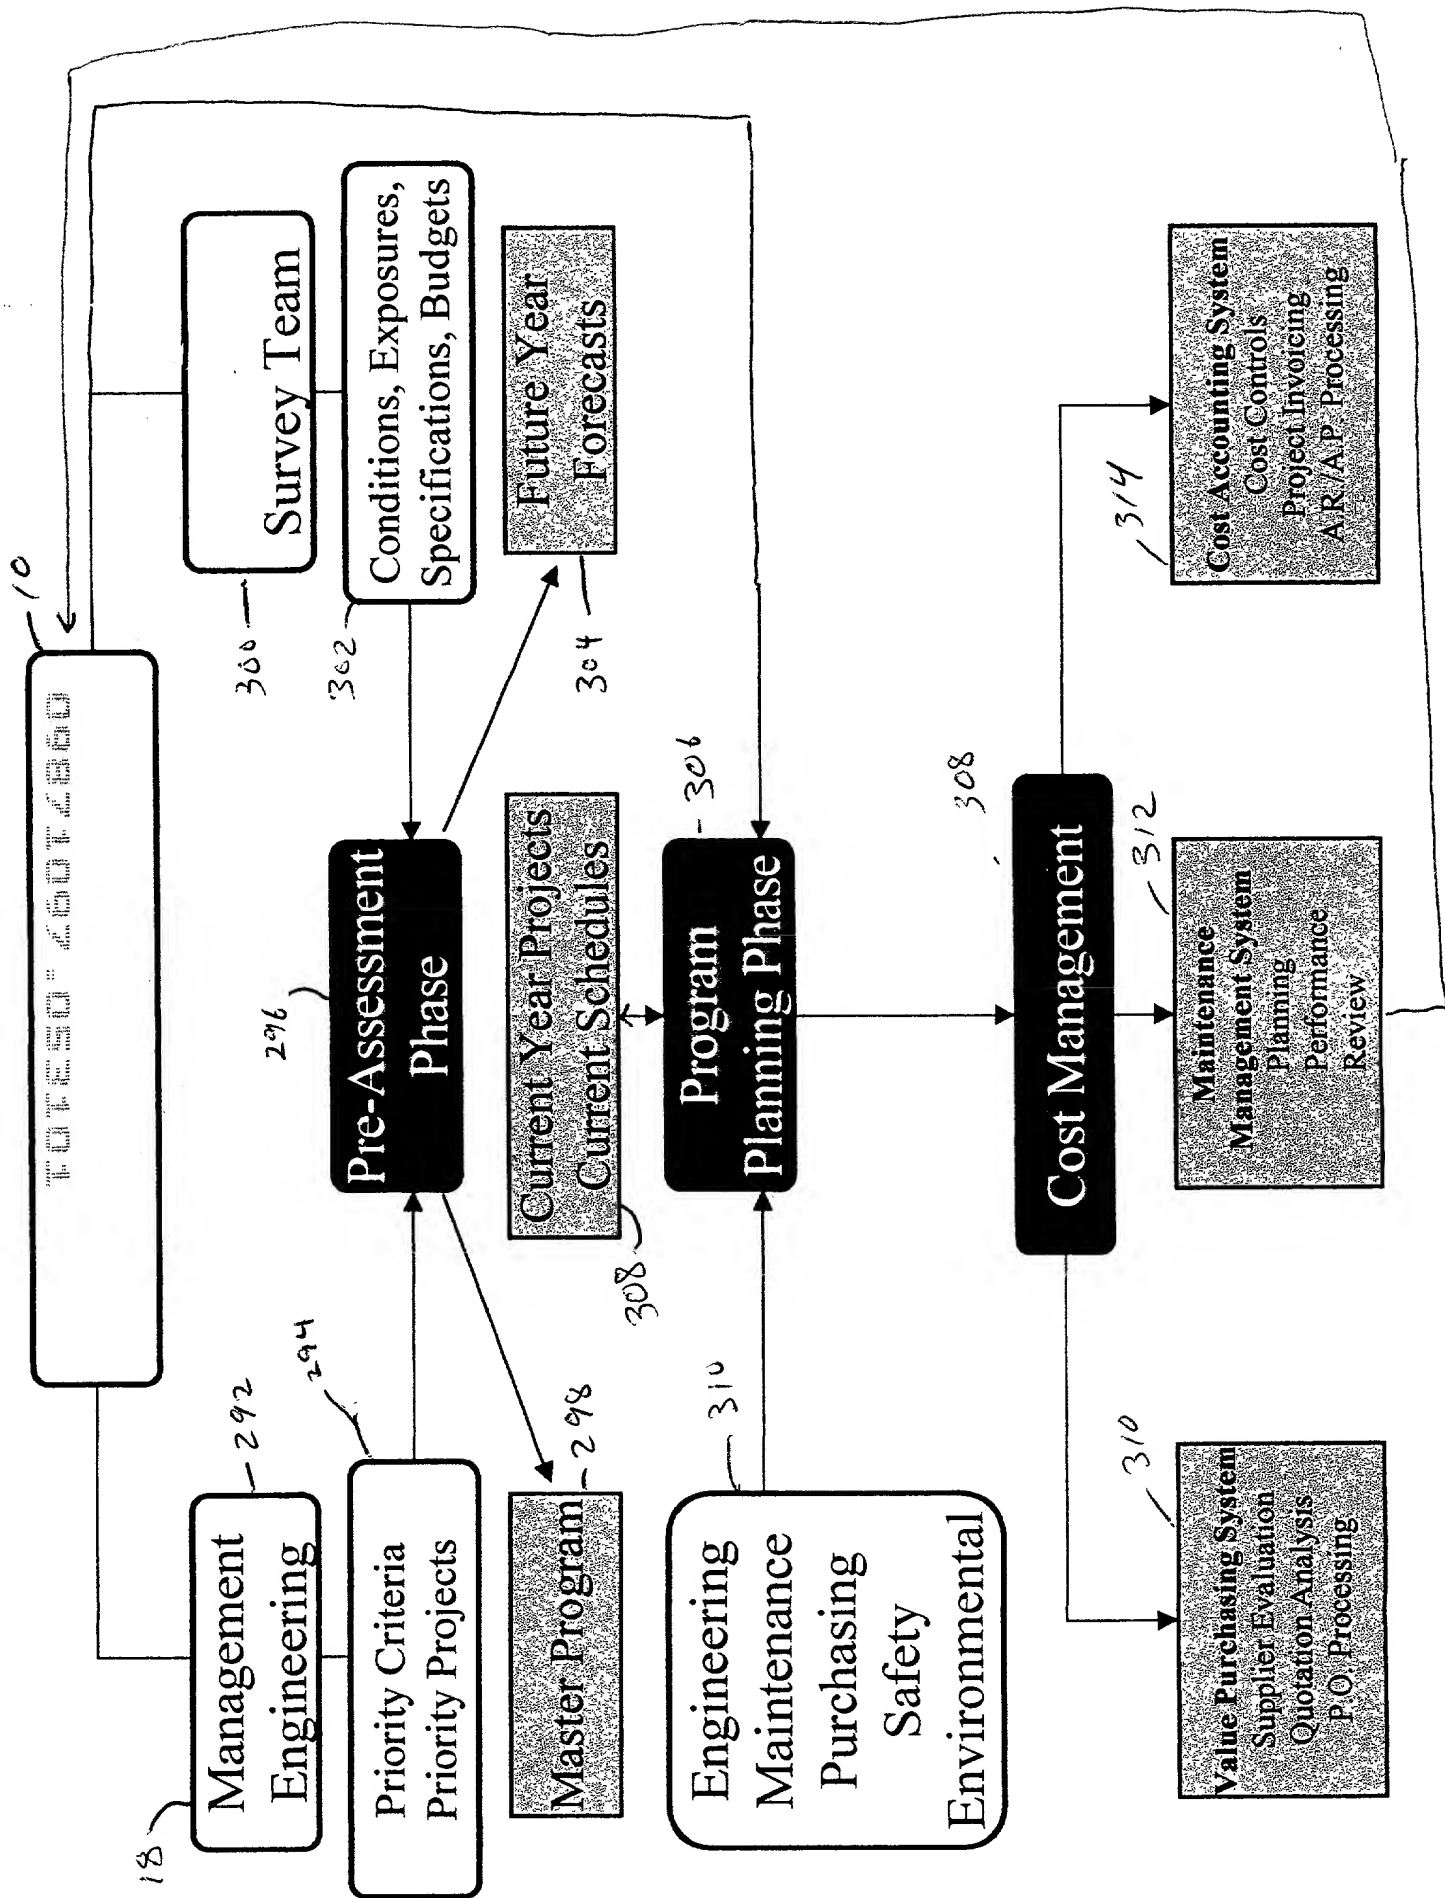 10
09871097.053101
18
Management
Engineering
292
300
Survey Team
294
Priority Criteria
Priority Projects
296
Pre-Assessment
Phase
302
Conditions, Exposures,
Specifications, Budgets
Master Program
298
308
Current Year Projects
Current Schedules
304
Future Year
Forecasts
310
Engineering
Maintenance
Purchasing
Safety
Environmental
Program
Planning Phase
306
Cost Management
308
310
Value Purchasing System
Supplier Evaluation
Quotation Analysis
P.O. Processing
312
Maintenance
Management System
Planning
Performance
Review
314
Cost Accounting System
Cost Controls
Project Invoicing
A.R./A.P. Processing